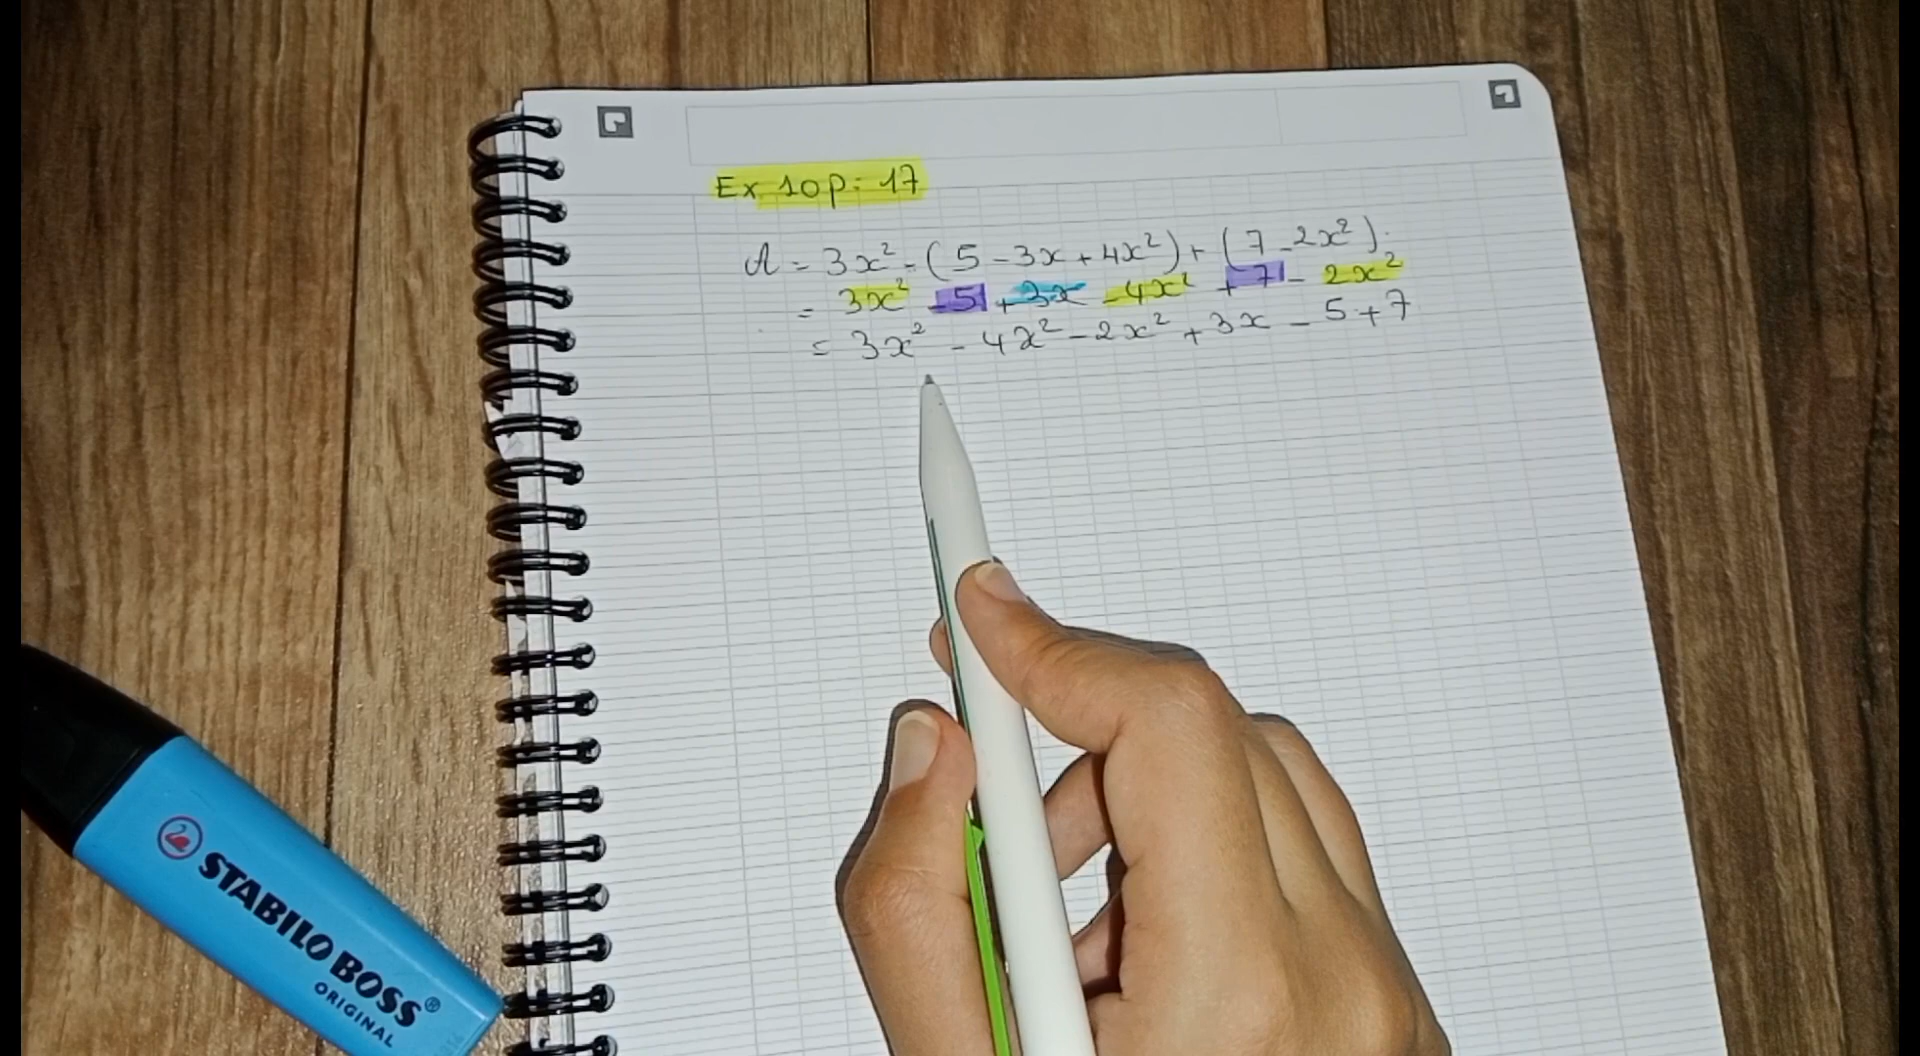 Ex 10 p: 17
A = 3x² - (5 - 3x + 4x²) + (7 - 2x²).
= 3x² - 5 + 3x - 4x² + 7 - 2x²
= 3x² - 4x² - 2x² + 3x - 5 + 7
STABILO BOSS®
ORIGINAL